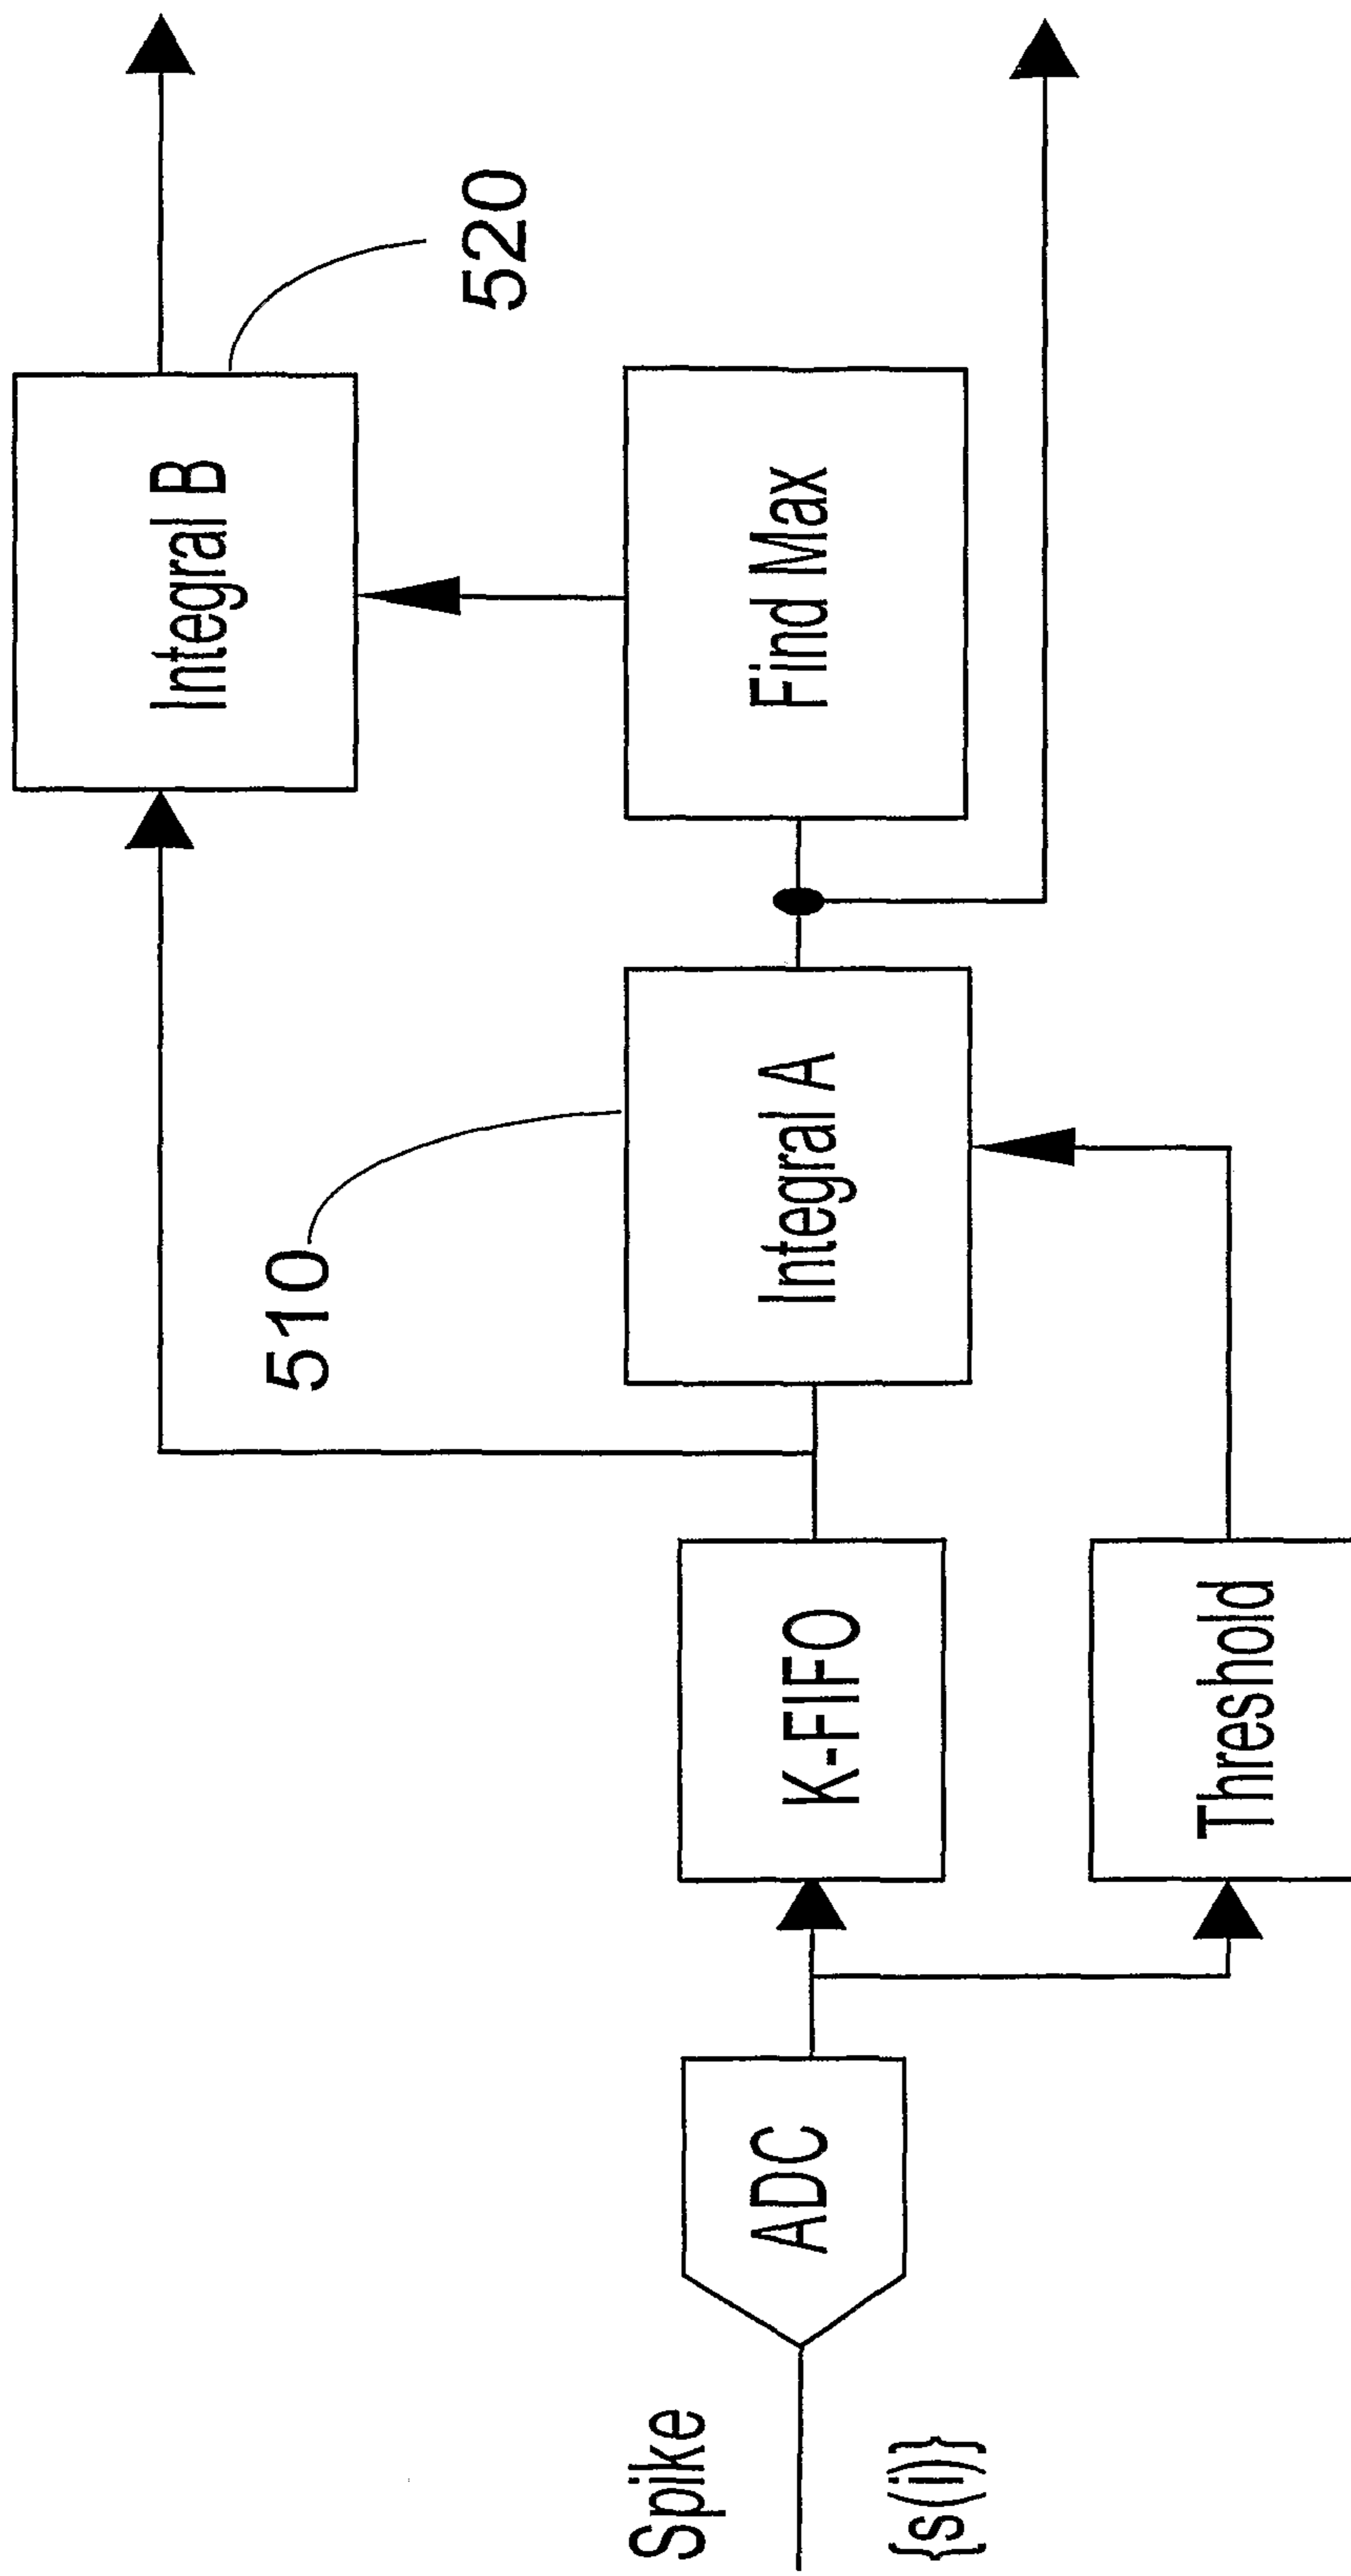 Spike
{s(i)}
ADC
K-FIFO
Threshold
510
Integral A
Find Max
Integral B
520